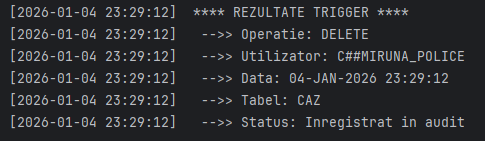 [2026-01-04 23:29:12]  **** REZULTATE TRIGGER ****
[2026-01-04 23:29:12]   -->> Operatie: DELETE
[2026-01-04 23:29:12]   -->> Utilizator: C##MIRUNA_POLICE
[2026-01-04 23:29:12]   -->> Data: 04-JAN-2026 23:29:12
[2026-01-04 23:29:12]   -->> Tabel: CAZ
[2026-01-04 23:29:12]   -->> Status: Inregistrat in audit